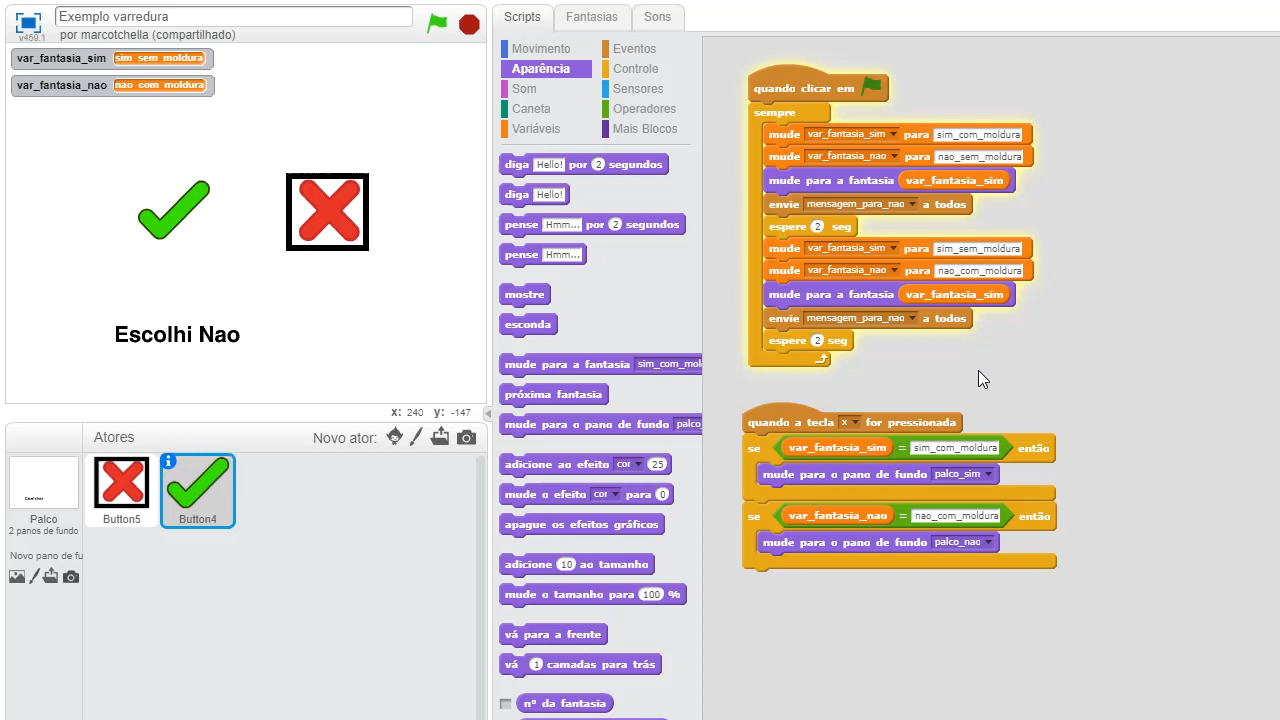 Exemplo varredura
v459.1
por marcotchella (compartilhado)
var_fantasia_sim sim sem moldura
var_fantasia_nao nao com moldura
Escolhi Nao
x: 240 y: -147
Atores
Novo ator:
Palco
2 panos de fundo
Novo pano de fu
Button5
Button4
Scripts
Fantasias
Sons
Movimento
Eventos
Aparência
Controle
Som
Sensores
Caneta
Operadores
Variáveis
Mais Blocos
diga Hello! por 2 segundos
diga Hello!
pense Hmm... por 2 segundos
pense Hmm...
mostre
esconda
mude para a fantasia sim_com_mol
próxima fantasia
mude para o pano de fundo palco
adicione ao efeito cor 25
mude o efeito cor para 0
apague os efeitos gráficos
adicione 10 ao tamanho
mude o tamanho para 100 %
vá para a frente
vá 1 camadas para trás
nº da fantasia
quando clicar em
sempre
mude var_fantasia_sim para sim_com_moldura
mude var_fantasia_nao para nao_sem_moldura
mude para a fantasia var_fantasia_sim
envie mensagem_para_nao a todos
espere 2 seg
mude var_fantasia_sim para sim_sem_moldura
mude var_fantasia_nao para nao_com_moldura
mude para a fantasia var_fantasia_sim
envie mensagem_para_nao a todos
espere 2 seg
quando a tecla x for pressionada
se var_fantasia_sim = sim_com_moldura então
mude para o pano de fundo palco_sim
se var_fantasia_nao = nao_com_moldura então
mude para o pano de fundo palco_nao